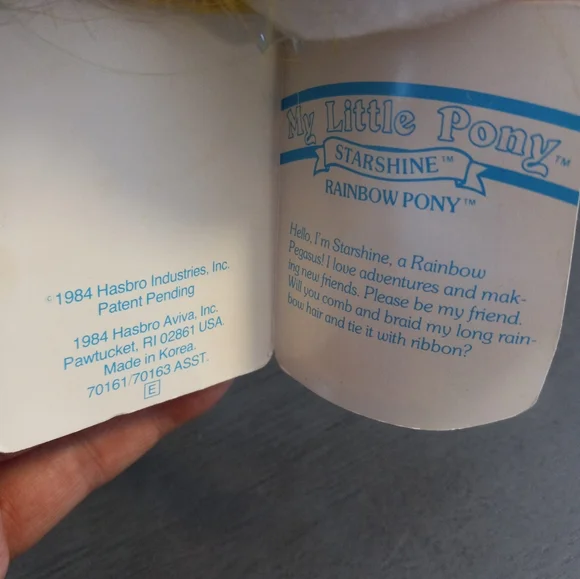 © 1984 Hasbro Industries, Inc.
Patent Pending
1984 Hasbro Aviva, Inc.
Pawtucket, RI 02861 USA
Made in Korea.
70161/70163 ASST.
E
My Little Pony™
STARSHINE™
RAINBOW PONY™
Hello, I'm Starshine, a Rainbow
Pegasus! I love adventures and mak-
ing new friends. Please be my friend.
Will you comb and braid my long rain-
bow hair and tie it with ribbon?